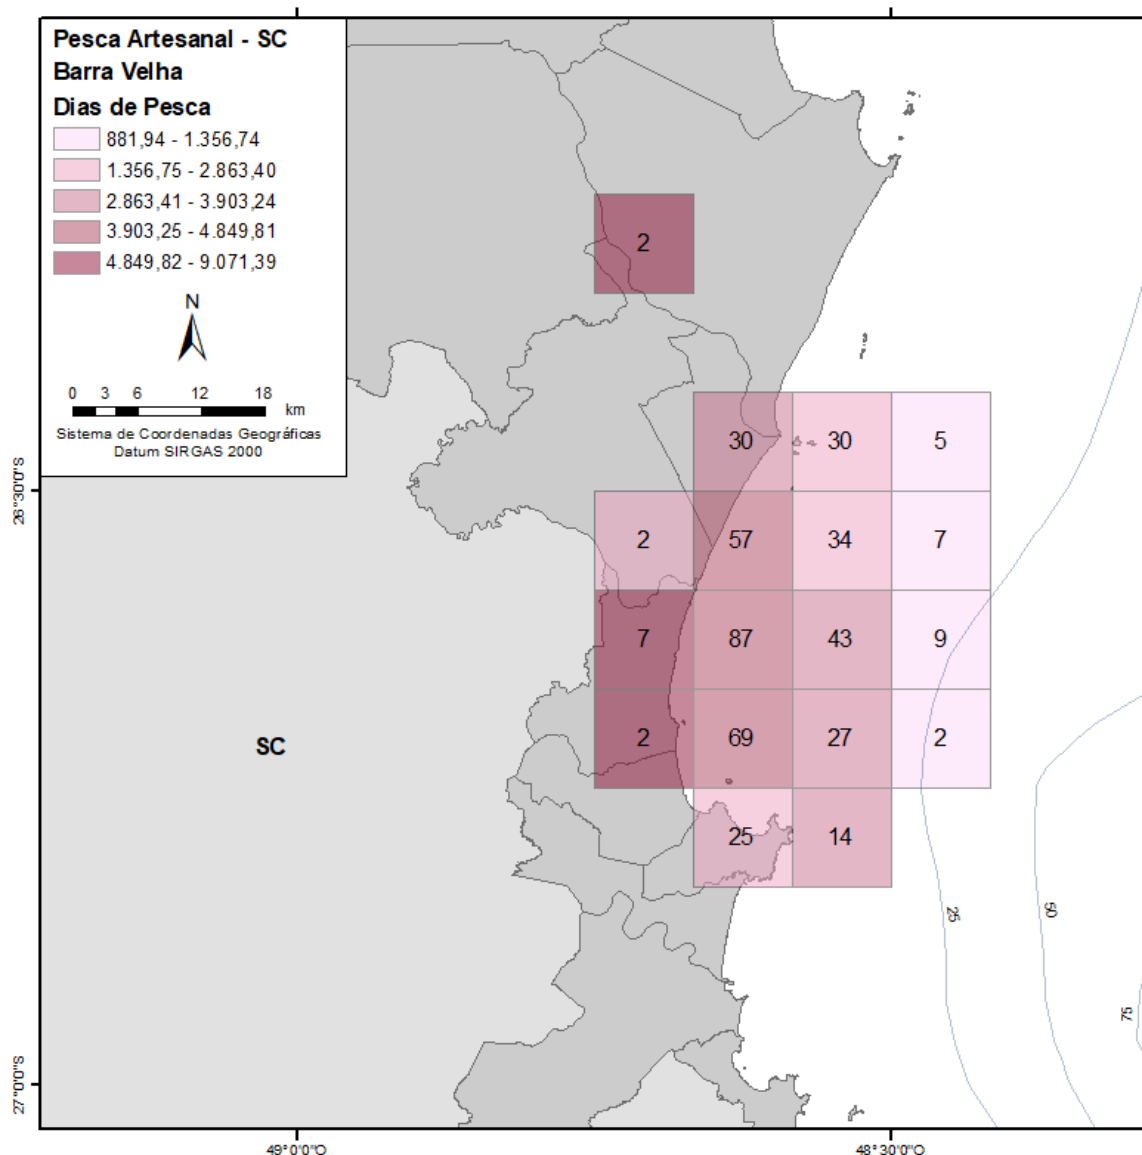 Pesca Artesanal - SC
Barra Velha
Dias de Pesca
881,94 - 1.356,74
1.356,75 - 2.863,40
2.863,41 - 3.903,24
3.903,25 - 4.849,81
4.849,82 - 9.071,39
N
0 3 6 12 18 km
Sistema de Coordenadas Geográficas
Datum SIRGAS 2000
2
30 30 5
26°30'0"S
2 57 34 7
7 87 43 9
SC
2 69 27 2
25 14
25
50
75
27°0'0"S
49°0'0"O
48°30'0"O